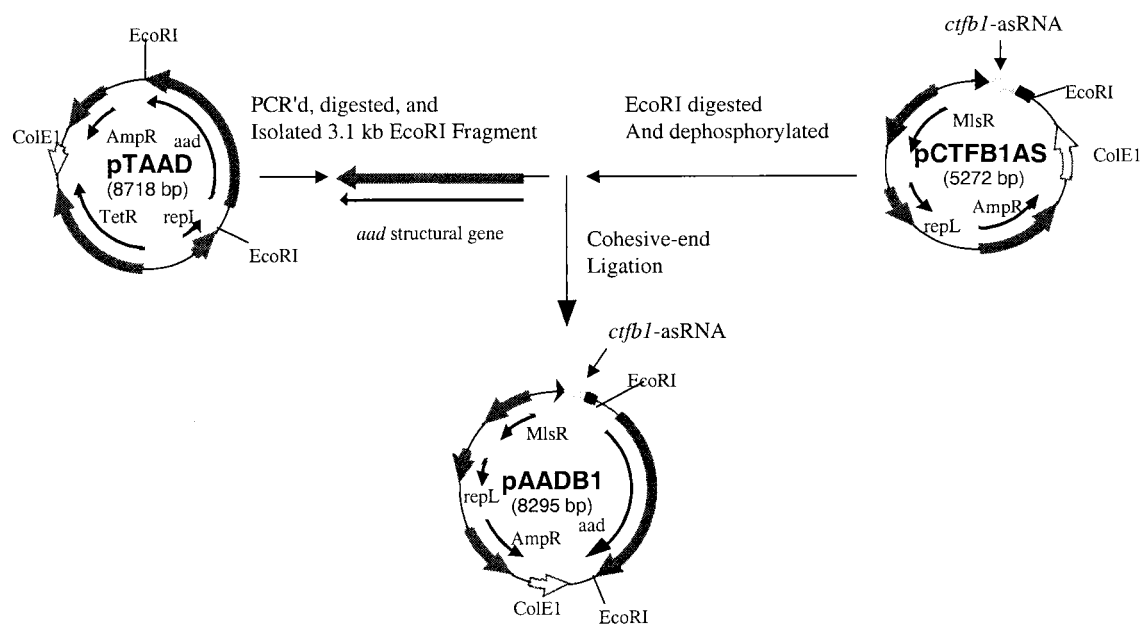 EcoRI
AmpR
aad
ColE1
pTAAD
(8718 bp)
TetR
repL
EcoRI
PCR'd, digested, and
Isolated 3.1 kb EcoRI Fragment
aad structural gene
EcoRI digested
And dephosphorylated
ctfb1-asRNA
EcoRI
MlsR
pCTFB1AS
(5272 bp)
ColE1
AmpR
repL
Cohesive-end
Ligation
ctfb1-asRNA
EcoRI
MlsR
pAADB1
(8295 bp)
repL
aad
AmpR
ColE1
EcoRI